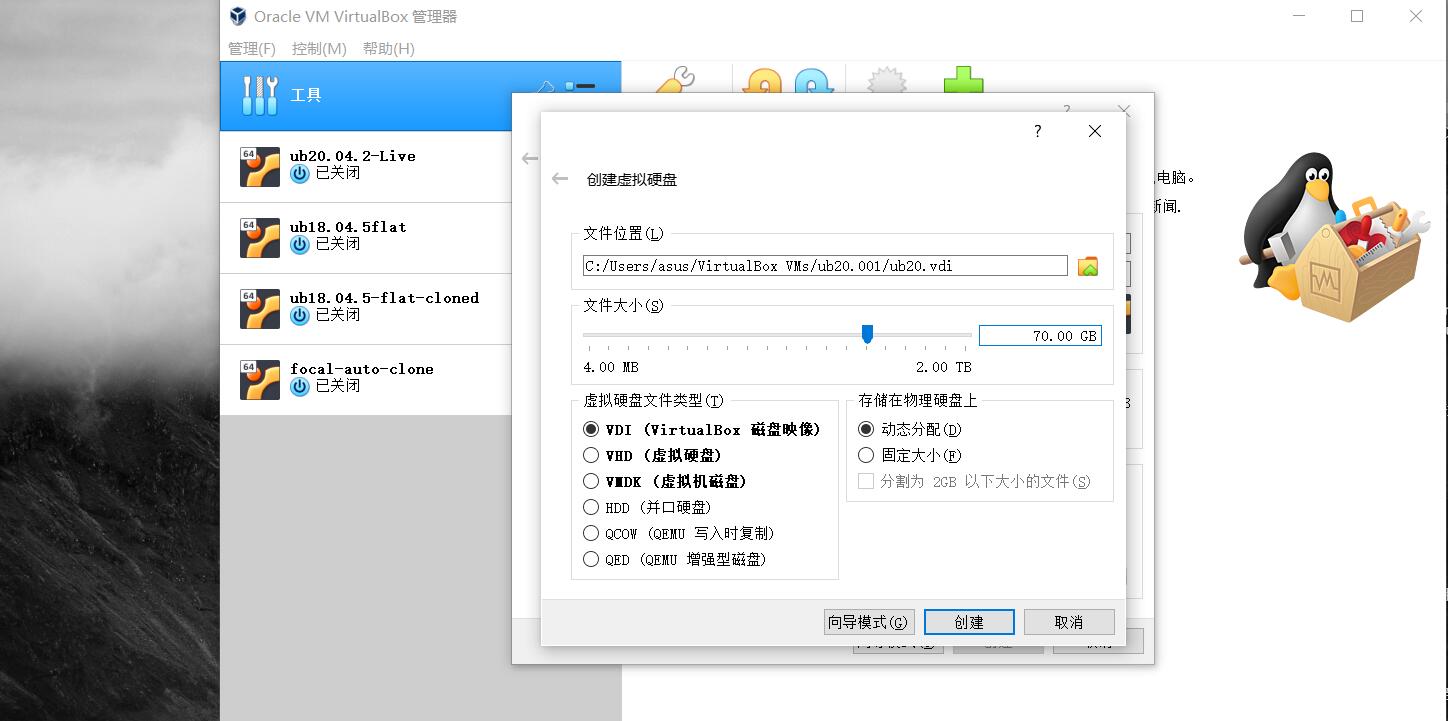 Oracle VM VirtualBox 管理器
管理(F) 控制(M) 帮助(H)
工具
64
ub20.04.2-Live
已关闭
64
ub18.04.5flat
已关闭
64
ub18.04.5-flat-cloned
已关闭
64
focal-auto-clone
已关闭
?
电脑。
新闻.
?
创建虚拟硬盘
文件位置(L)
C:/Users/asus/VirtualBox VMs/ub20.001/ub20.vdi
文件大小(S)
70.00 GB
4.00 MB 2.00 TB
虚拟硬盘文件类型(T)
VDI (VirtualBox 磁盘映像)
VHD (虚拟硬盘)
VMDK (虚拟机磁盘)
HDD (并口硬盘)
QCOW (QEMU 写入时复制)
QED (QEMU 增强型磁盘)
存储在物理硬盘上
动态分配(D)
固定大小(F)
分割为 2GB 以下大小的文件(S)
向导模式(G) 创建 取消